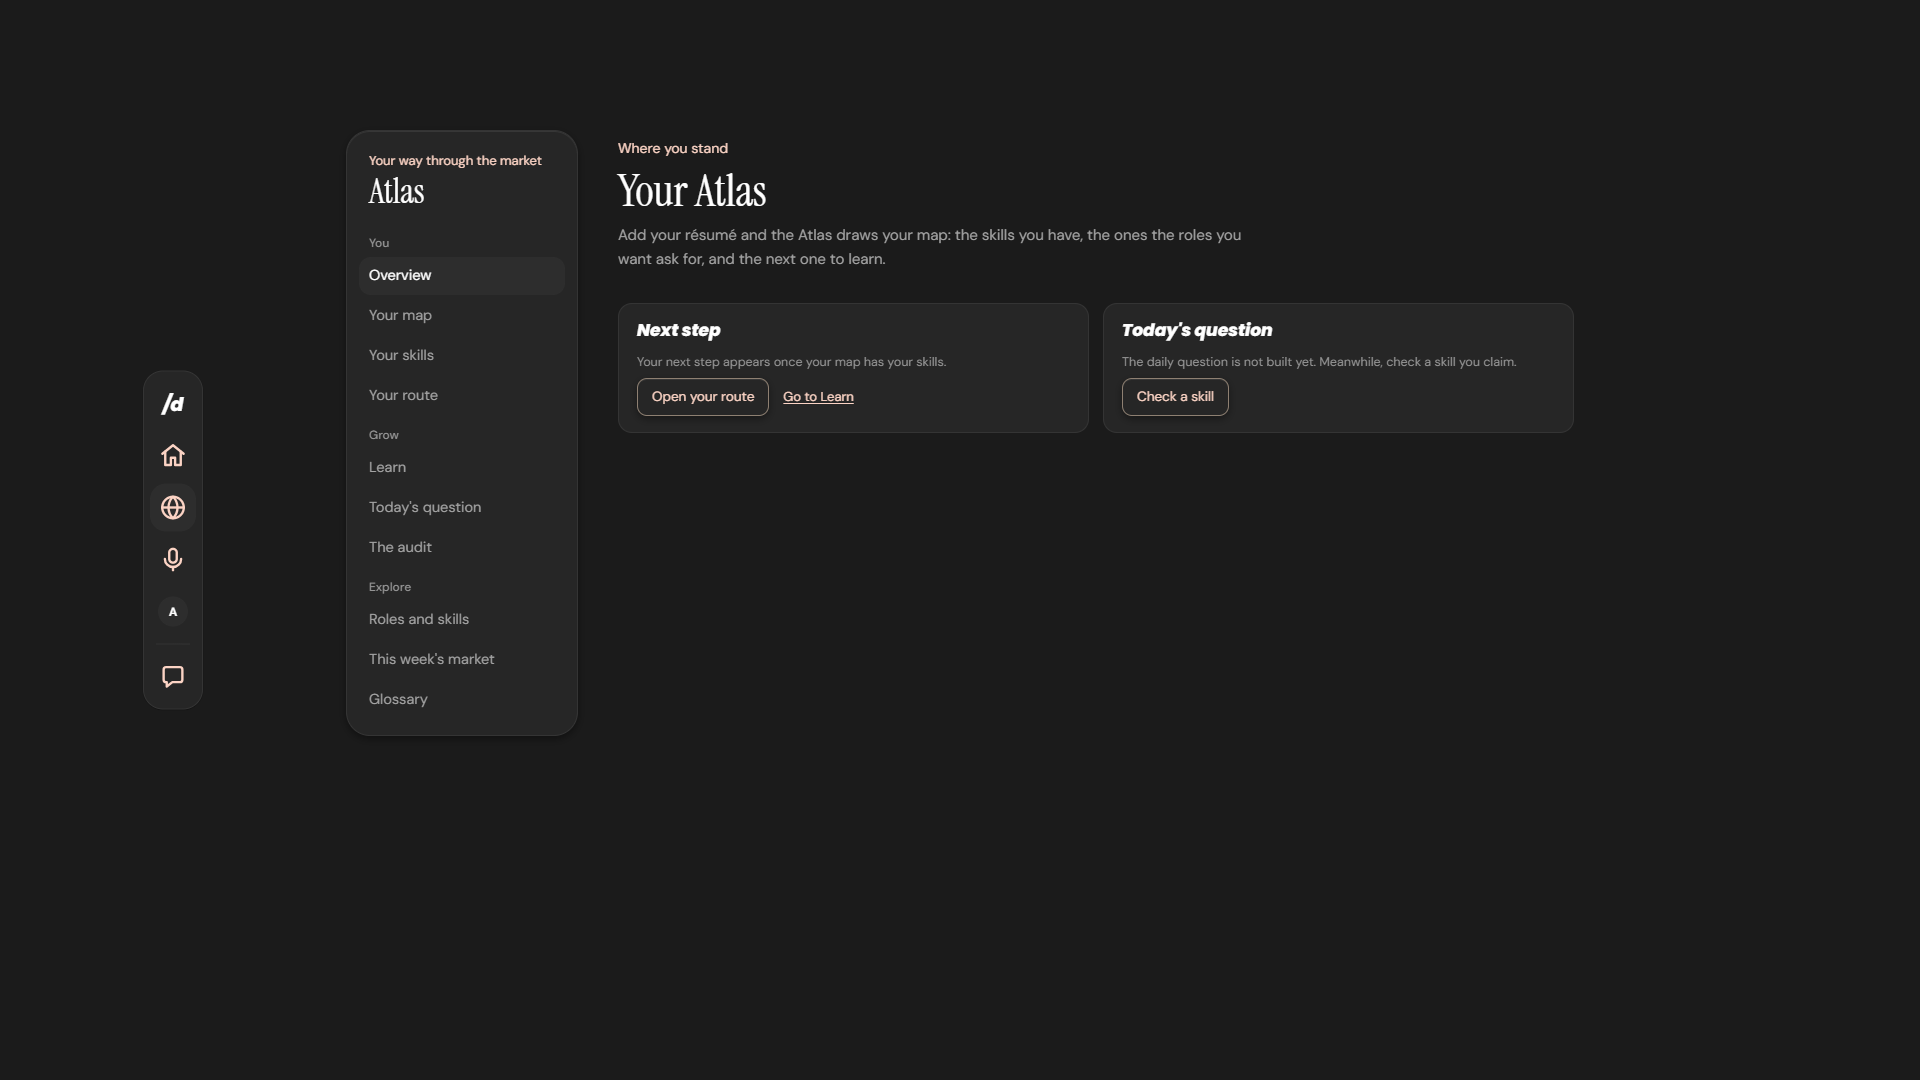 /d
A
Your way through the market
Atlas
You
Overview
Your map
Your skills
Your route
Grow
Learn
Today's question
The audit
Explore
Roles and skills
This week's market
Glossary
Where you stand
Your Atlas
Add your résumé and the Atlas draws your map: the skills you have, the ones the roles you
want ask for, and the next one to learn.
Next step
Your next step appears once your map has your skills.
Open your route
Go to Learn
Today's question
The daily question is not built yet. Meanwhile, check a skill you claim.
Check a skill